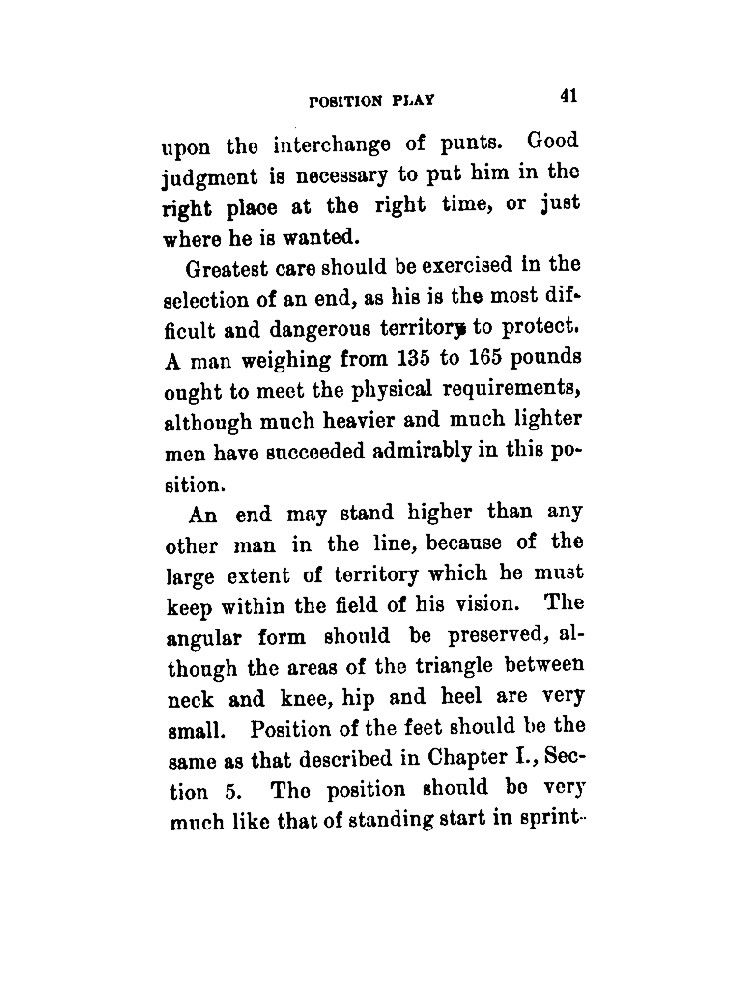 POSITION PLAY 41
upon the interchange of punts. Good
judgment is necessary to put him in the
right place at the right time, or just
where he is wanted.
Greatest care should be exercised in the
selection of an end, as his is the most dif-
ficult and dangerous territory to protect.
A man weighing from 135 to 165 pounds
ought to meet the physical requirements,
although much heavier and much lighter
men have succeeded admirably in this po-
sition.
An end may stand higher than any
other man in the line, because of the
large extent of territory which he must
keep within the field of his vision. The
angular form should be preserved, al-
though the areas of the triangle between
neck and knee, hip and heel are very
small. Position of the feet should be the
same as that described in Chapter I., Sec-
tion 5. The position should be very
much like that of standing start in sprint-